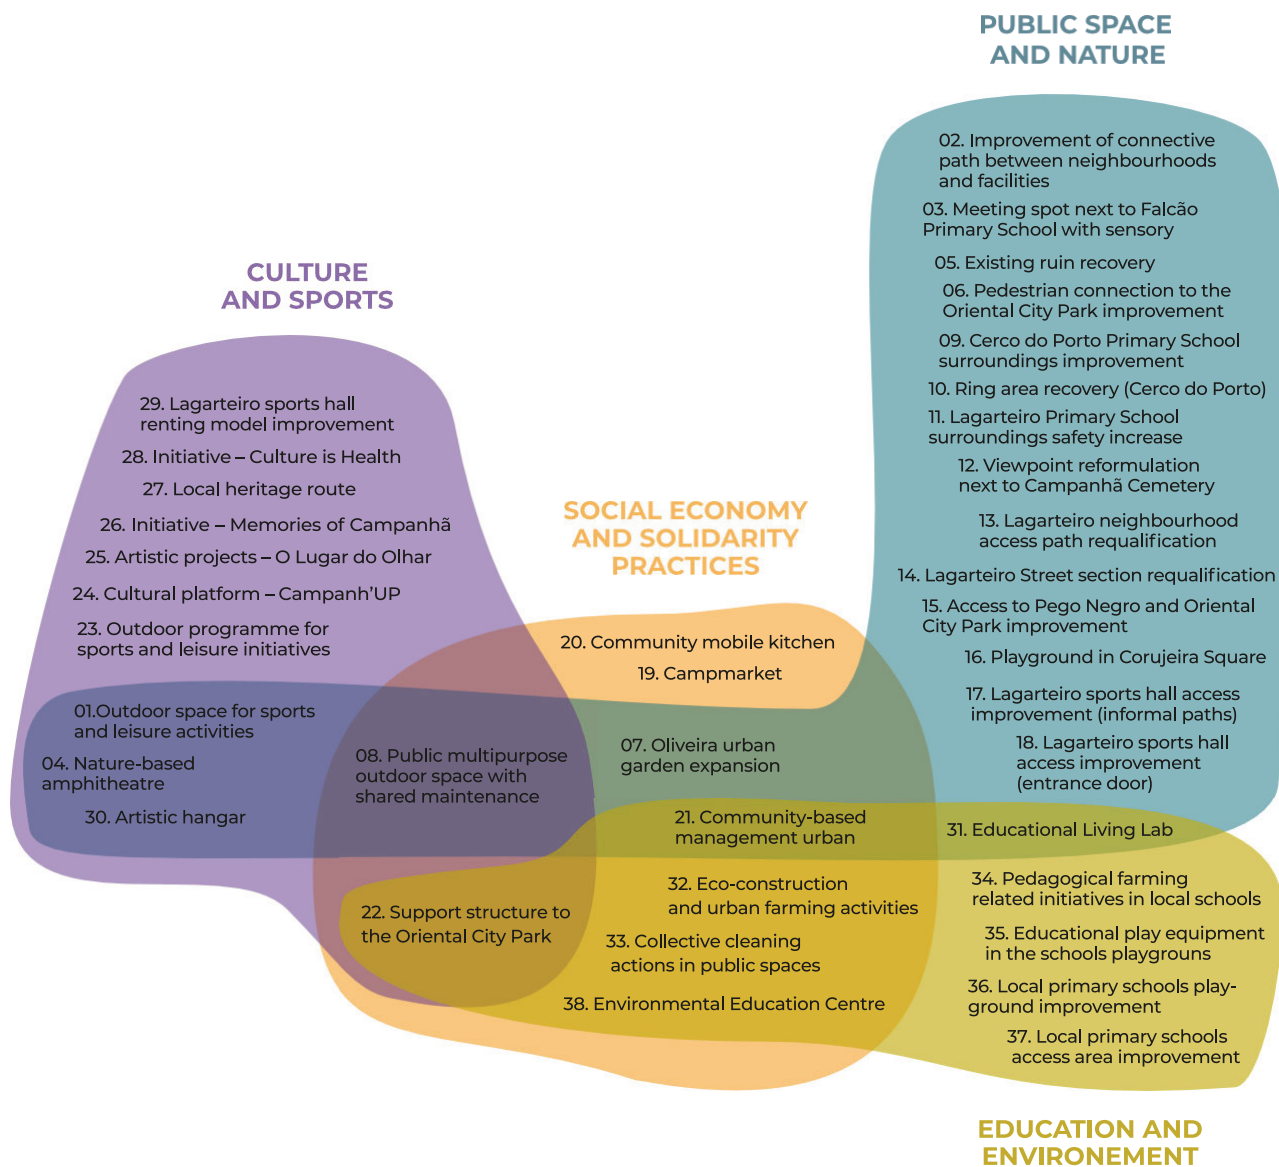 PUBLIC SPACE
AND NATURE
02. Improvement of connective
path between neighbourhoods
and facilities
03. Meeting spot next to Falcão
Primary School with sensory
05. Existing ruin recovery
06. Pedestrian connection to the
Oriental City Park improvement
09. Cerco do Porto Primary School
surroundings improvement
10. Ring area recovery (Cerco do Porto)
11. Lagarteiro Primary School
surroundings safety increase
12. Viewpoint reformulation
next to Campanhã Cemetery
13. Lagarteiro neighbourhood
access path requalification
14. Lagarteiro Street section requalification
15. Access to Pego Negro and Oriental
City Park improvement
16. Playground in Corujeira Square
17. Lagarteiro sports hall access
improvement (informal paths)
18. Lagarteiro sports hall
access improvement
(entrance door)
CULTURE
AND SPORTS
29. Lagarteiro sports hall
renting model improvement
28. Initiative – Culture is Health
27. Local heritage route
26. Initiative – Memories of Campanhã
25. Artistic projects – O Lugar do Olhar
24. Cultural platform – Campanh'UP
23. Outdoor programme for
sports and leisure initiatives
01.Outdoor space for sports
and leisure activities
04. Nature-based
amphitheatre
30. Artistic hangar
SOCIAL ECONOMY
AND SOLIDARITY
PRACTICES
20. Community mobile kitchen
19. Campmarket
08. Public multipurpose
outdoor space with
shared maintenance
07. Oliveira urban
garden expansion
21. Community-based
management urban
31. Educational Living Lab
22. Support structure to
the Oriental City Park
32. Eco-construction
and urban farming activities
33. Collective cleaning
actions in public spaces
38. Environmental Education Centre
34. Pedagogical farming
related initiatives in local schools
35. Educational play equipment
in the schools playgrouns
36. Local primary schools play-
ground improvement
37. Local primary schools
access area improvement
EDUCATION AND
ENVIRONEMENT